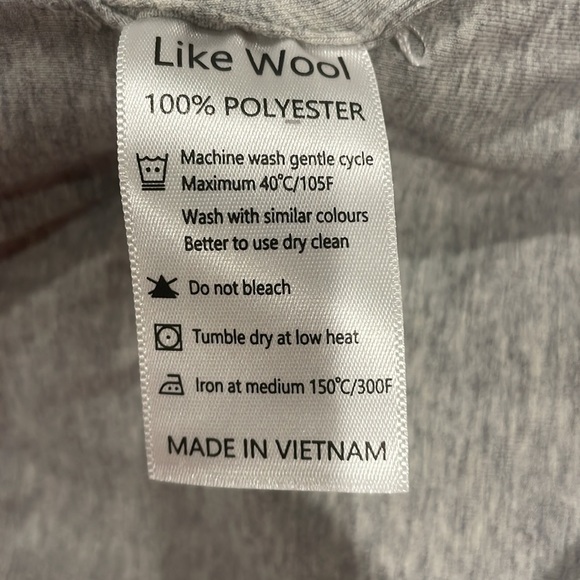 Like Wool
100% POLYESTER
Machine wash gentle cycle
Maximum 40°C/105F
Wash with similar colours
Better to use dry clean
Do not bleach
Tumble dry at low heat
Iron at medium 150°C/300F
MADE IN VIETNAM